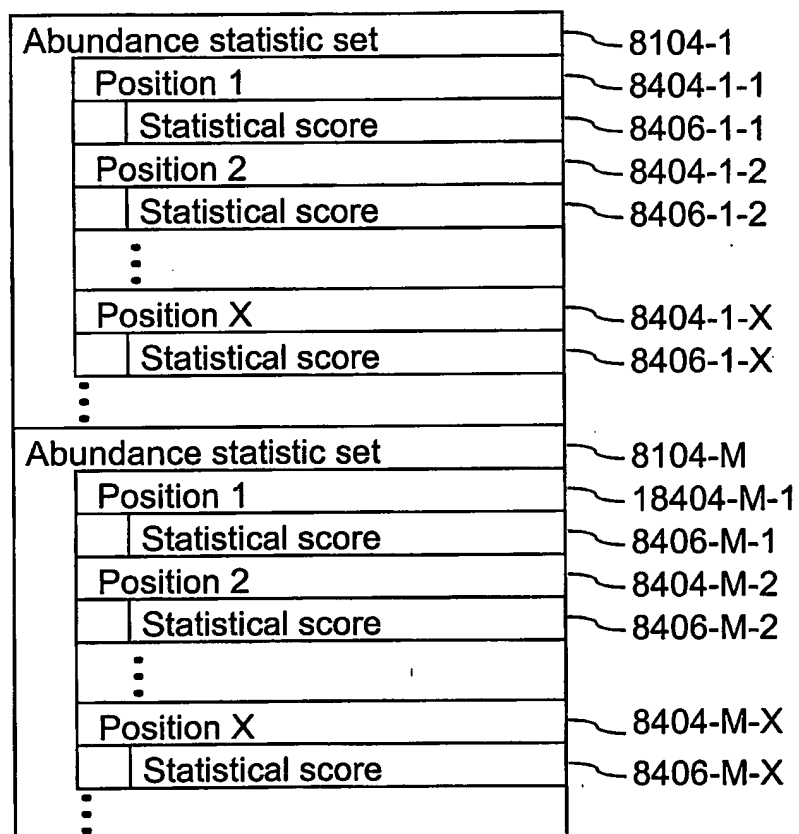 Abundance statistic set 8104-1
Position 1 8404-1-1
Statistical score 8406-1-1
Position 2 8404-1-2
Statistical score 8406-1-2
Position X 8404-1-X
Statistical score 8406-1-X
Abundance statistic set 8104-M
Position 1 18404-M-1
Statistical score 8406-M-1
Position 2 8404-M-2
Statistical score 8406-M-2
Position X 8404-M-X
Statistical score 8406-M-X